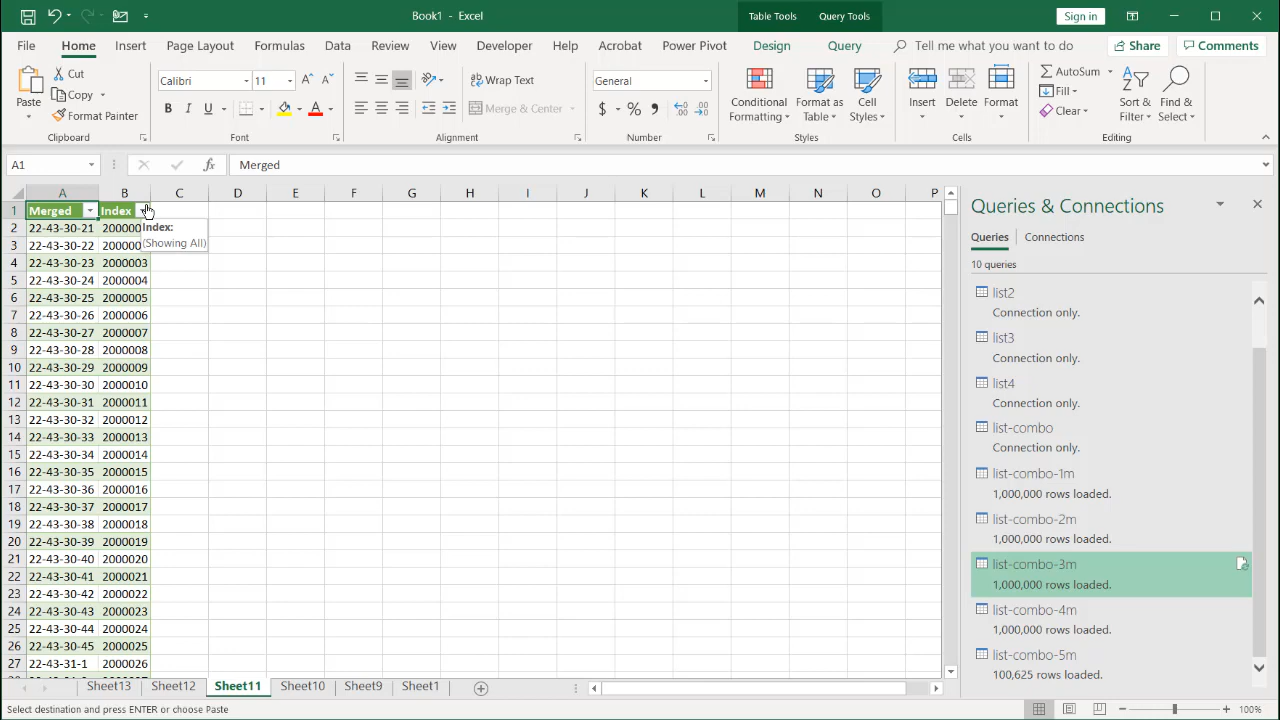 Book1 - Excel
Table Tools
Query Tools
Sign in
File
Home
Insert
Page Layout
Formulas
Data
Review
View
Developer
Help
Acrobat
Power Pivot
Design
Query
Tell me what you want to do
Share
Comments
Paste
Cut
Copy
Format Painter
Clipboard
Calibri
11
B I U
Font
Wrap Text
Merge & Center
Alignment
General
$ % ,
Number
Conditional Formatting
Format as Table
Cell Styles
Styles
Insert
Delete
Format
Cells
AutoSum
Fill
Clear
Sort & Filter
Find & Select
Editing
A1
fx
Merged
A B C D E F G H I J K L M N O P
1 Merged Index
2 22-43-30-21 200000
3 22-43-30-22 200000
4 22-43-30-23 2000003
5 22-43-30-24 2000004
6 22-43-30-25 2000005
7 22-43-30-26 2000006
8 22-43-30-27 2000007
9 22-43-30-28 2000008
10 22-43-30-29 2000009
11 22-43-30-30 2000010
12 22-43-30-31 2000011
13 22-43-30-32 2000012
14 22-43-30-33 2000013
15 22-43-30-34 2000014
16 22-43-30-35 2000015
17 22-43-30-36 2000016
18 22-43-30-37 2000017
19 22-43-30-38 2000018
20 22-43-30-39 2000019
21 22-43-30-40 2000020
22 22-43-30-41 2000021
23 22-43-30-42 2000022
24 22-43-30-43 2000023
25 22-43-30-44 2000024
26 22-43-30-45 2000025
27 22-43-31-1 2000026
Index:
(Showing All)
Queries & Connections
Queries
Connections
10 queries
list2
Connection only.
list3
Connection only.
list4
Connection only.
list-combo
Connection only.
list-combo-1m
1,000,000 rows loaded.
list-combo-2m
1,000,000 rows loaded.
list-combo-3m
1,000,000 rows loaded.
list-combo-4m
1,000,000 rows loaded.
list-combo-5m
100,625 rows loaded.
Sheet13
Sheet12
Sheet11
Sheet10
Sheet9
Sheet1
Select destination and press ENTER or choose Paste
100%